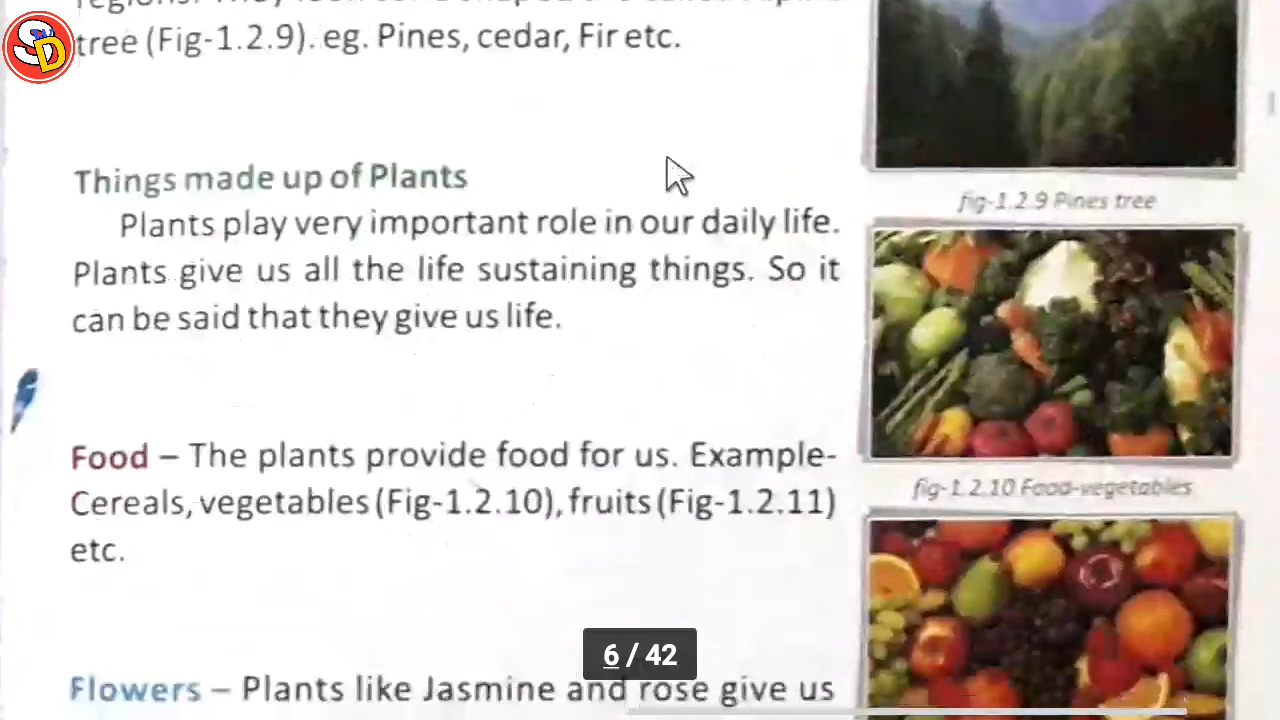 SD
tree (Fig-1.2.9). eg. Pines, cedar, Fir etc.
fig-1.2.9 Pines tree
Things made up of Plants
Plants play very important role in our daily life.
Plants give us all the life sustaining things. So it
can be said that they give us life.
Food – The plants provide food for us. Example-
Cereals, vegetables (Fig-1.2.10), fruits (Fig-1.2.11)
etc.
fig-1.2.10 Food-vegetables
6 / 42
Flowers – Plants like Jasmine and rose give us